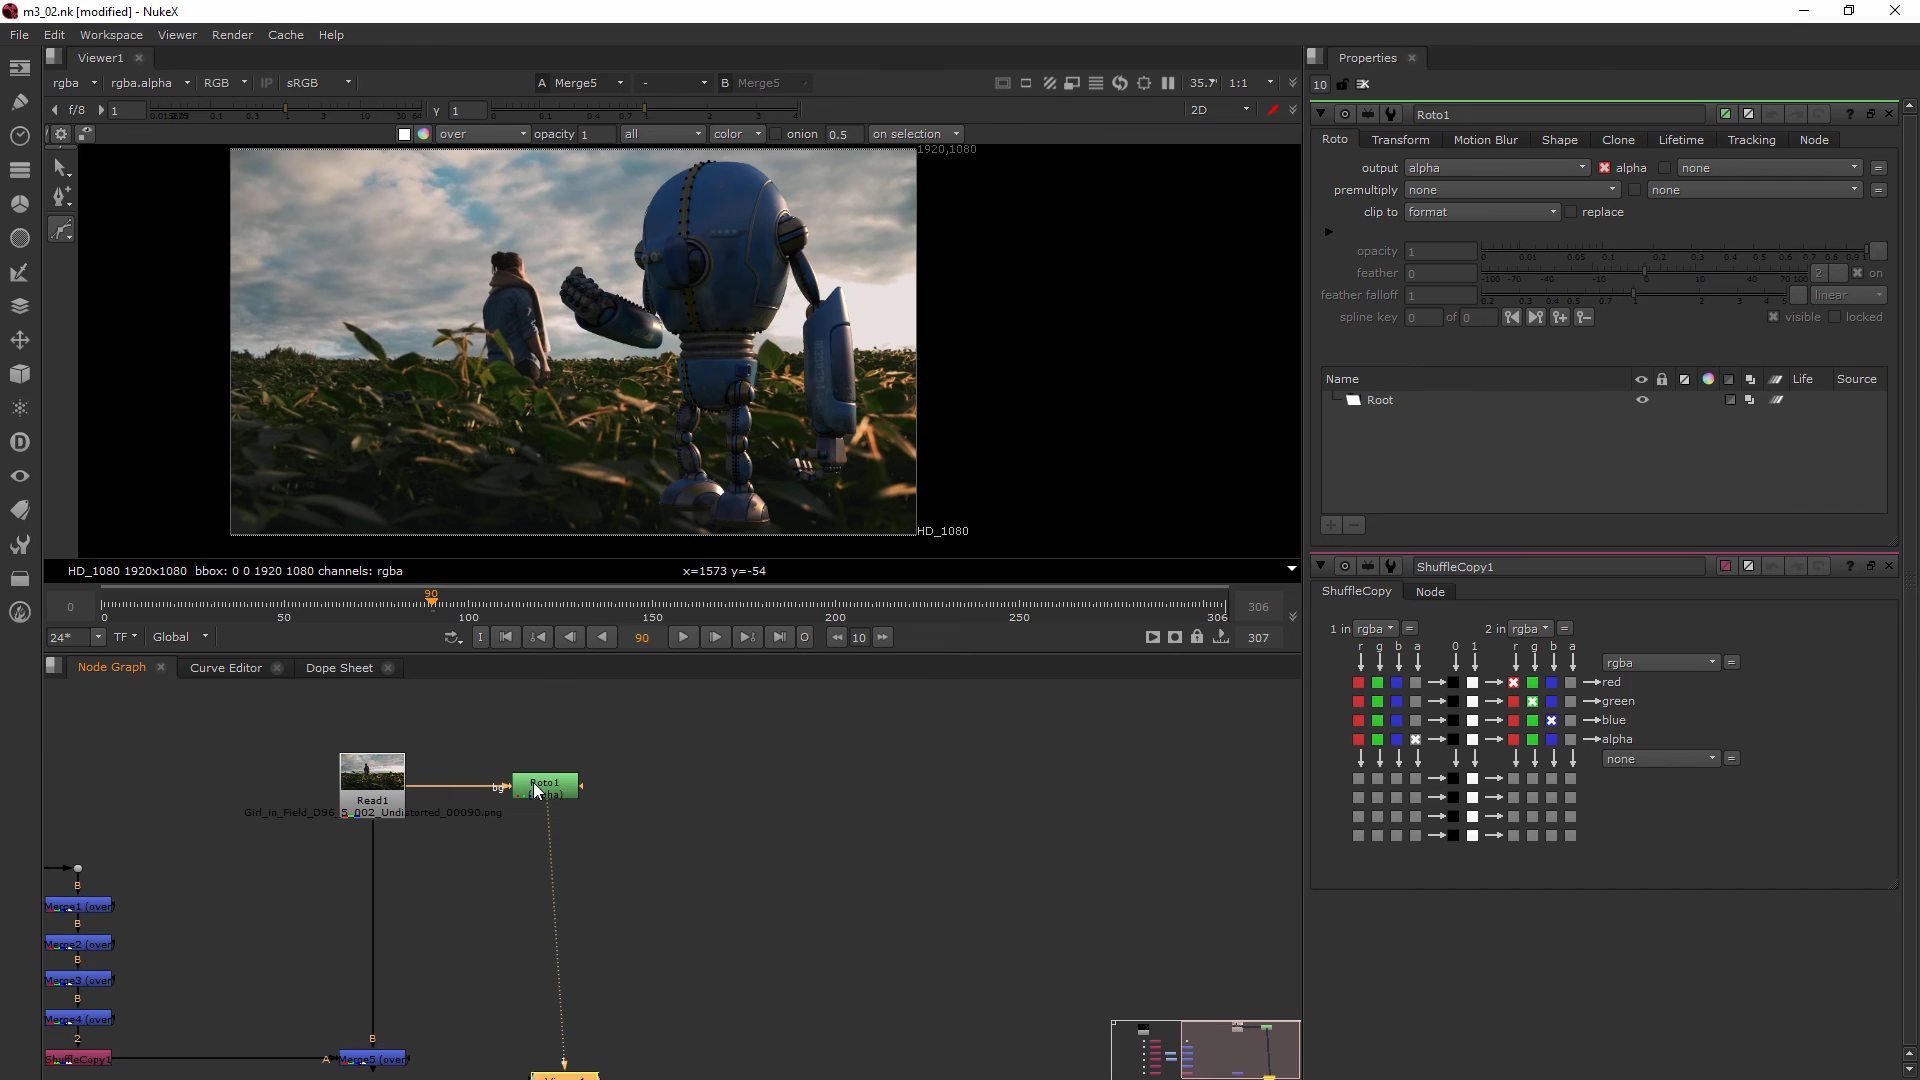 m3_02.nk [modified] - NukeX
File Edit Workspace Viewer Render Cache Help
Viewer1
Properties
rgba rgba.alpha RGB IP sRGB A Merge5 - B Merge5 35.7 1:1
10
f/8 1 Y 1 2D
Roto1
over opacity 1 all color onion 0.5 on selection
Roto Transform Motion Blur Shape Clone Lifetime Tracking Node
1920,1080
output alpha alpha none
premultiply none none
clip to format replace
opacity 1
feather 0 2 on
feather falloff 1 linear
spline key 0 of 0 visible locked
Name Life Source
Root
HD_1080
HD_1080 1920x1080 bbox: 0 0 1920 1080 channels: rgba x=1573 y=-54
ShuffleCopy1
ShuffleCopy Node
0 90 306
0 50 100 150 200 250 306
24* TF Global I 90 O 10 307
1 in rgba 2 in rgba
r g b a 0 1 r g b a
rgba
red
green
blue
alpha
none
Node Graph Curve Editor Dope Sheet
bg Roto1
Read1
Girl_in_Field_D96_5_002_Undistorted_00090.png
B
Merge1 (over
B
Merge2 (over
B
Merge3 (over
B
Merge4 (over
2 B
ShuffleCopy1 A Merge5 (over